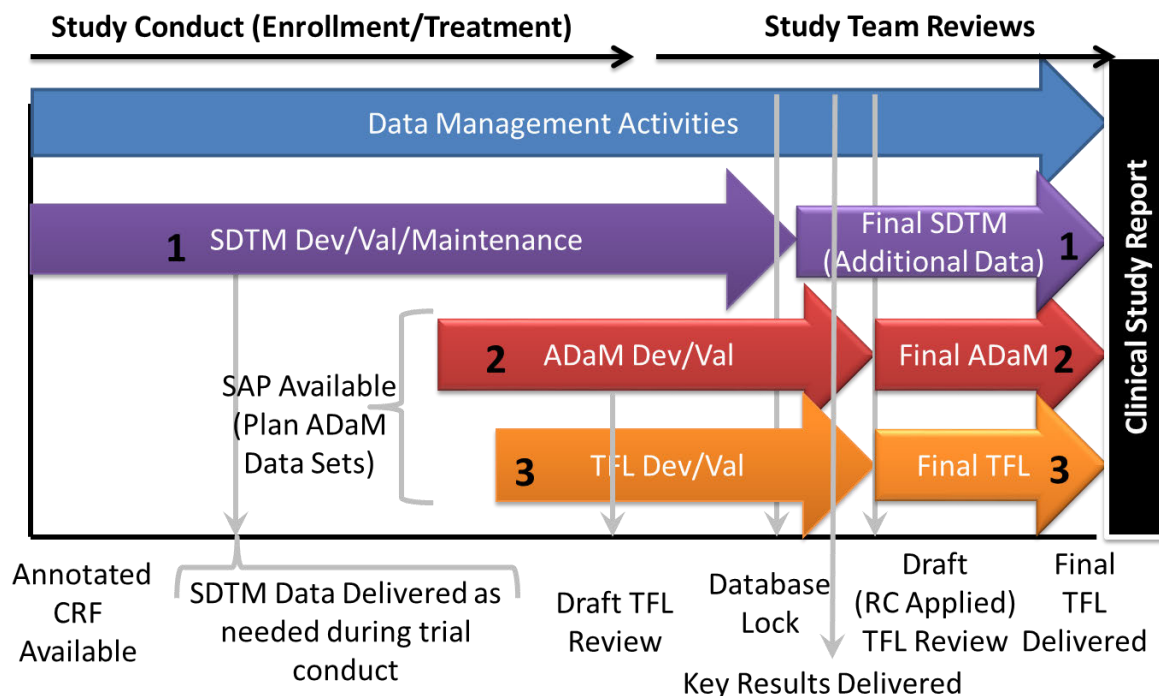 Study Conduct (Enrollment/Treatment)
Study Team Reviews
Data Management Activities
1
SDTM Dev/Val/Maintenance
Final SDTM
(Additional Data)
1
2
ADaM Dev/Val
Final ADaM
2
SAP Available
(Plan ADaM
Data Sets)
3
TFL Dev/Val
Final TFL
3
Clinical Study Report
Annotated
CRF
Available
SDTM Data Delivered as
needed during trial
conduct
Draft TFL
Review
Database
Lock
Key Results Delivered
Draft
(RC Applied)
TFL Review
Final
TFL
Delivered